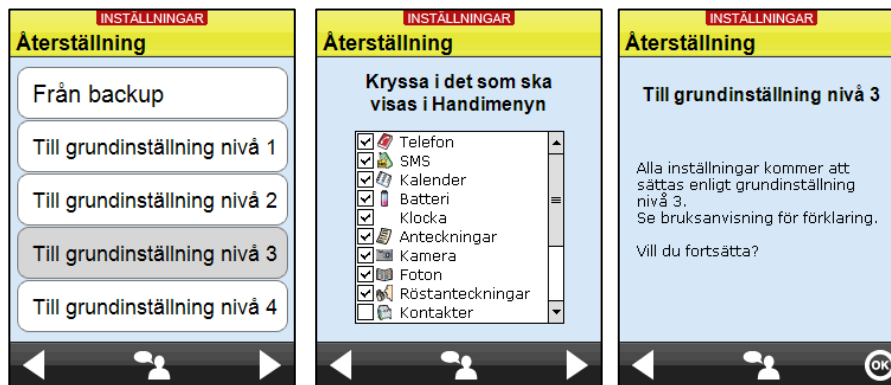 INSTÄLLNINGAR
Återställning
Från backup
Till grundinställning nivå 1
Till grundinställning nivå 2
Till grundinställning nivå 3
Till grundinställning nivå 4
INSTÄLLNINGAR
Återställning
Kryssa i det som ska
visas i Handimenyn
Telefon
SMS
Kalender
Batteri
Klocka
Anteckningar
Kamera
Foton
Röstanteckningar
Kontakter
INSTÄLLNINGAR
Återställning
Till grundinställning nivå 3
Alla inställningar kommer att
sättas enligt grundinställning
nivå 3.
Se bruksanvisning för förklaring.
Vill du fortsätta?
OK